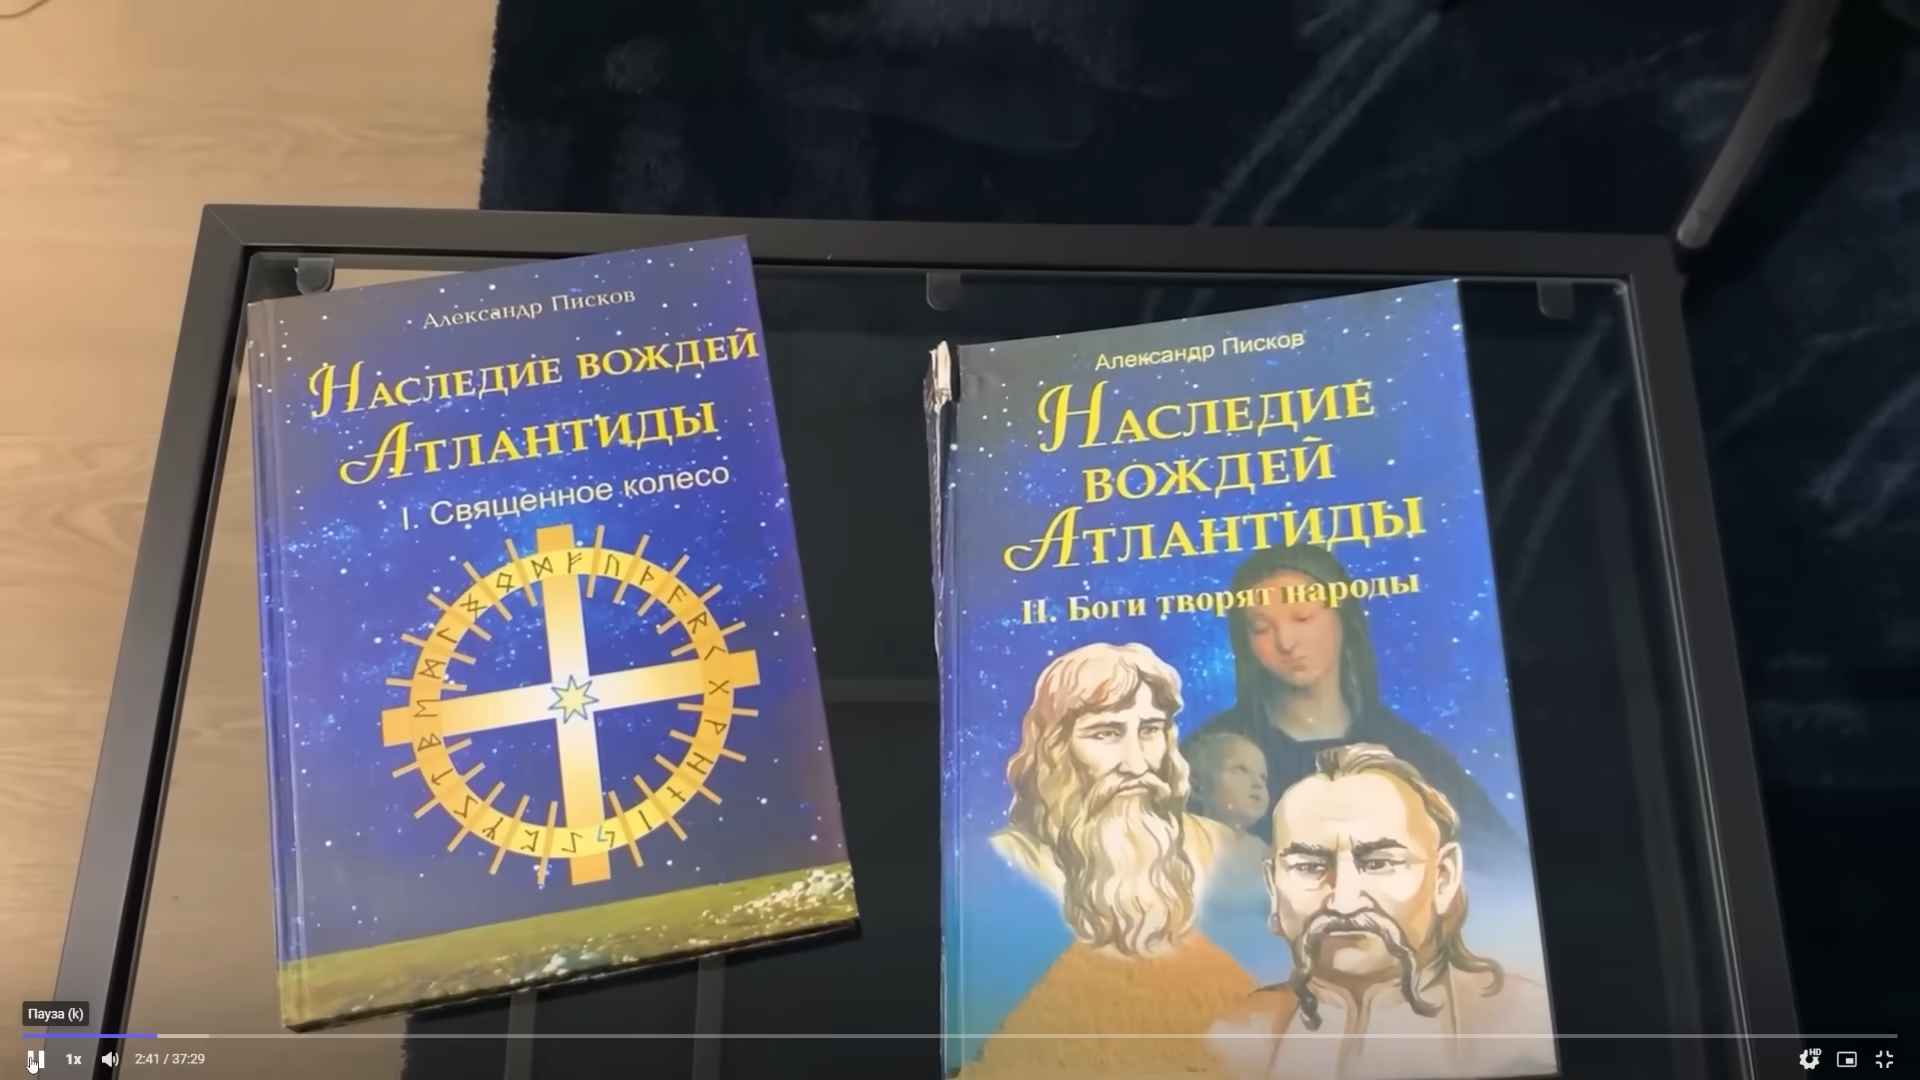 Александр Писков
Наследие вождей
Атлантиды
I. Священное колесо
Александр Писков
Наследие
вождей
Атлантиды
II. Боги творят народы
Пауза (k)
1x
2:41 / 37:29
HD